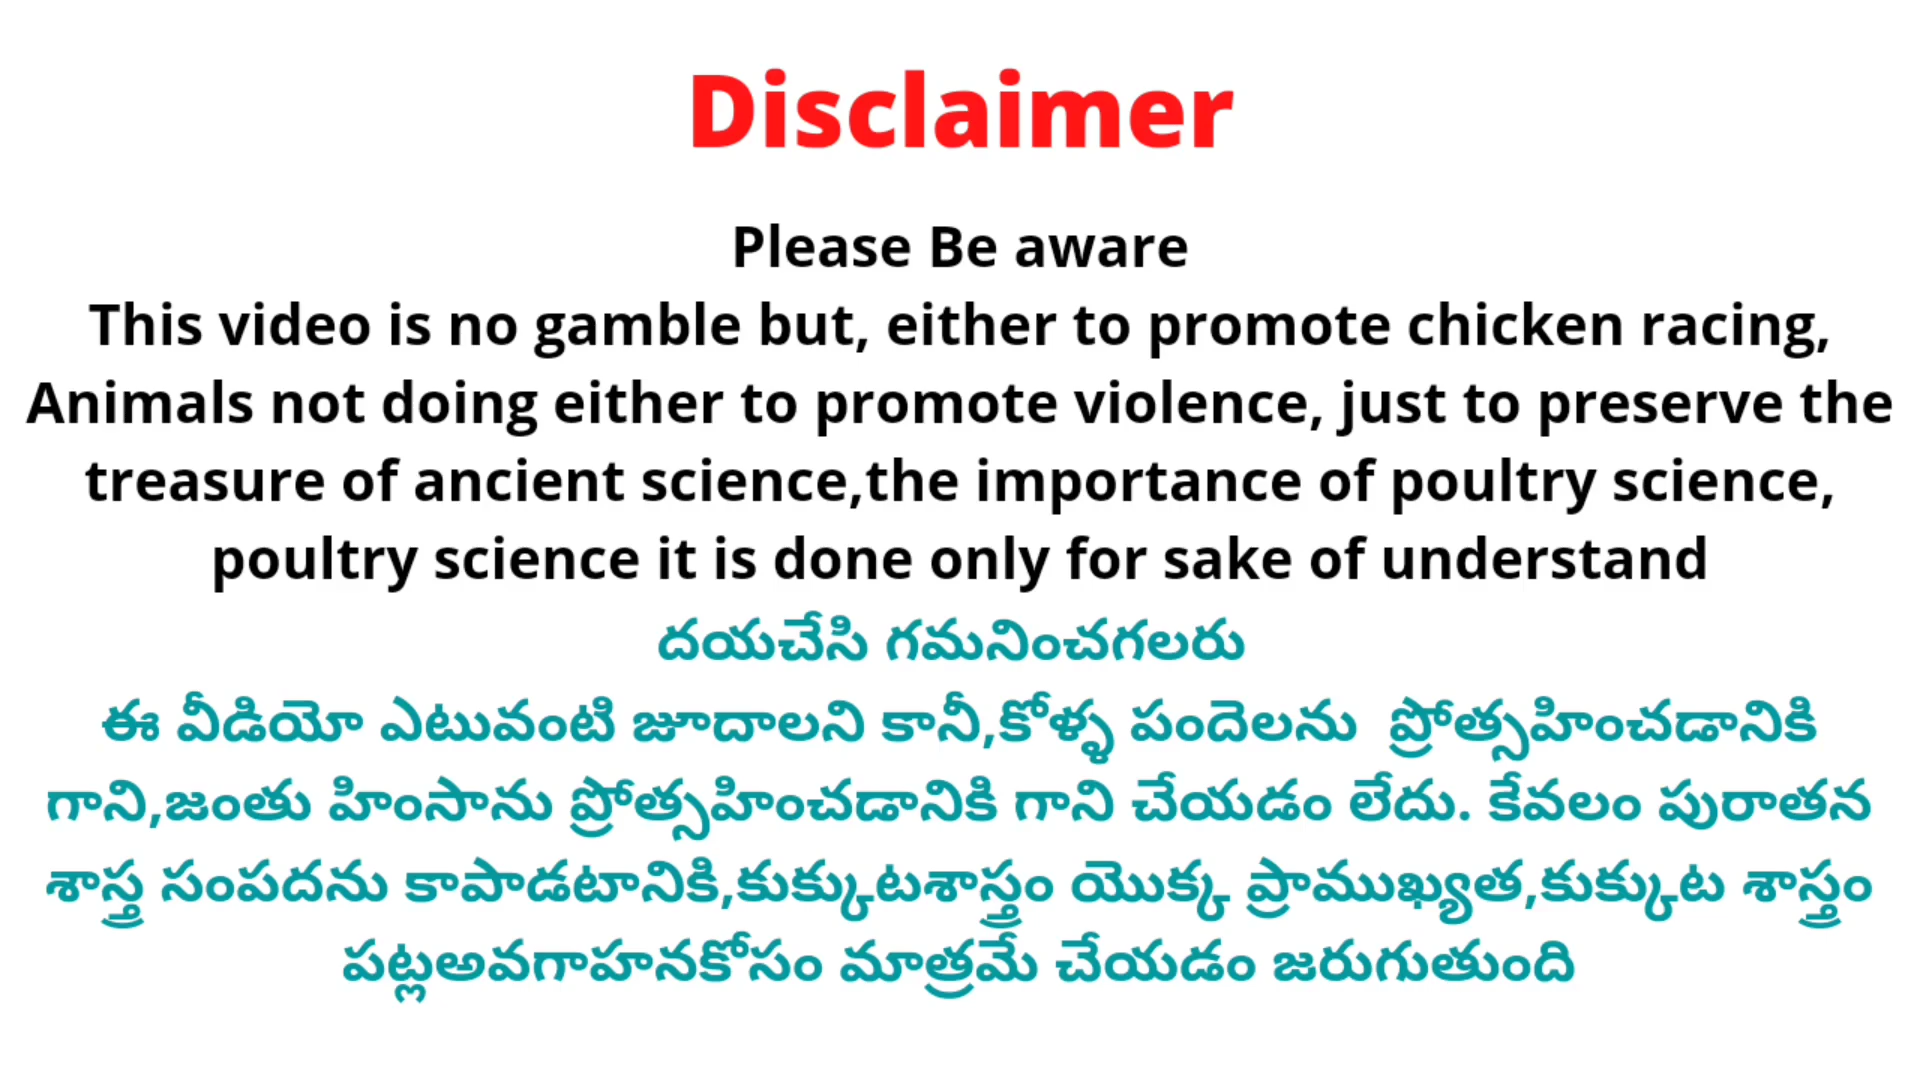 Disclaimer
Please Be aware
This video is no gamble but, either to promote chicken racing,
Animals not doing either to promote violence, just to preserve the
treasure of ancient science,the importance of poultry science,
poultry science it is done only for sake of understand
దయచేసి గమనించగలరు
ఈ వీడియో ఎటువంటి జూదాలని కానీ,కోళ్ళ పందెలను ప్రోత్సహించడానికి
గాని,జంతు హింసాను ప్రోత్సహించడానికి గాని చేయడం లేదు. కేవలం పురాతన
శాస్త్ర సంపదను కాపాడటానికి,కుక్కుటశాస్త్రం యొక్క ప్రాముఖ్యత,కుక్కుట శాస్త్రం
పట్లఅవగాహనకోసం మాత్రమే చేయడం జరుగుతుంది